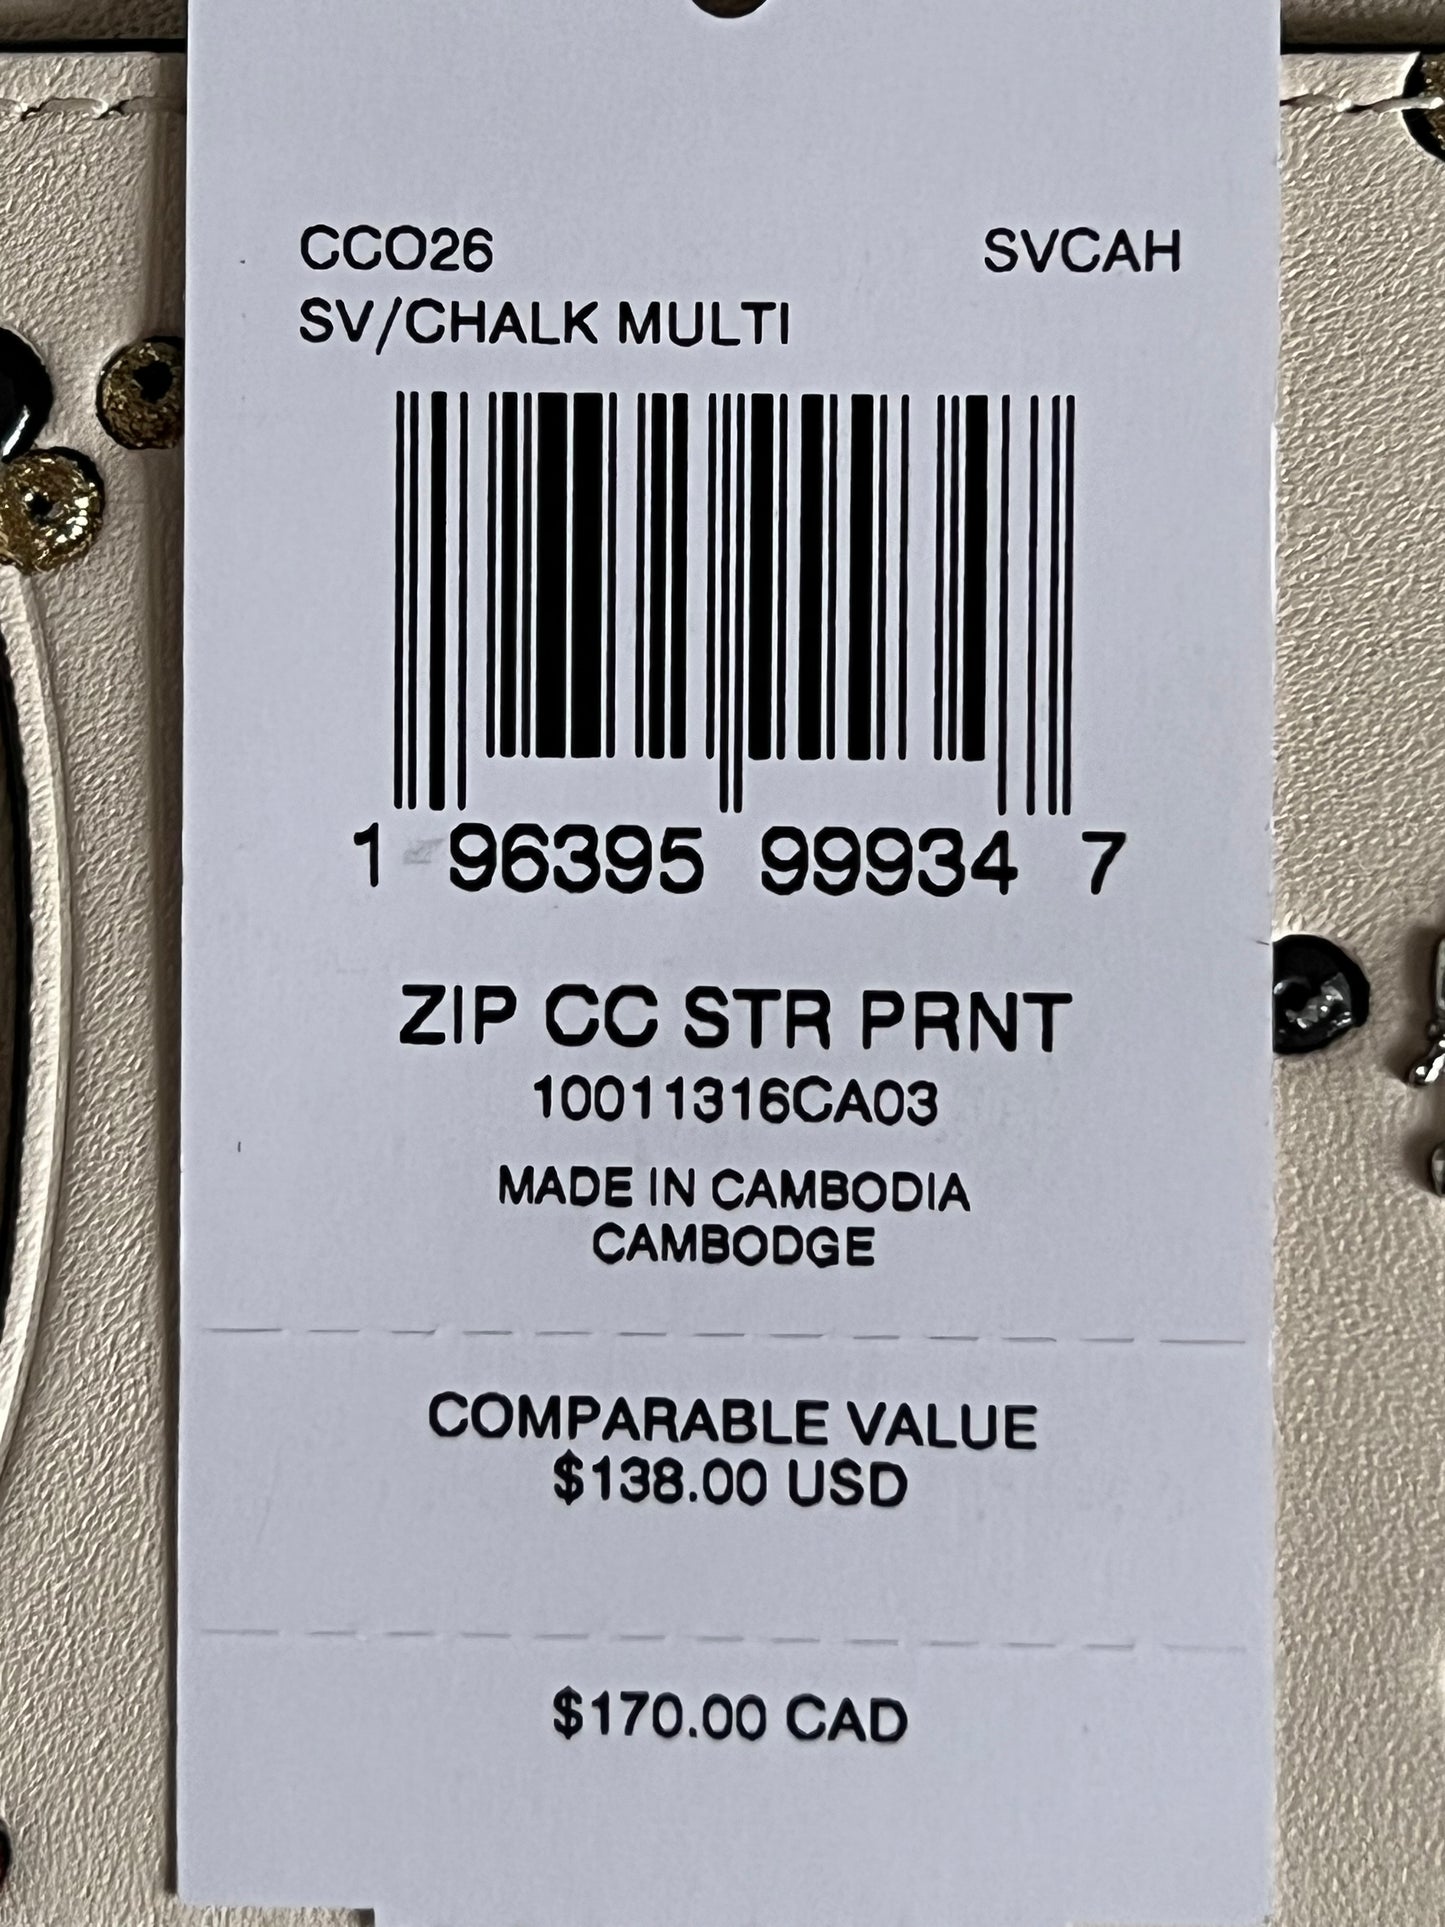 CCO26 SVCAH
SV/CHALK MULTI
1 96395 99934 7
ZIP CC STR PRNT
10011316CA03
MADE IN CAMBODIA
CAMBODGE
COMPARABLE VALUE
$138.00 USD
$170.00 CAD